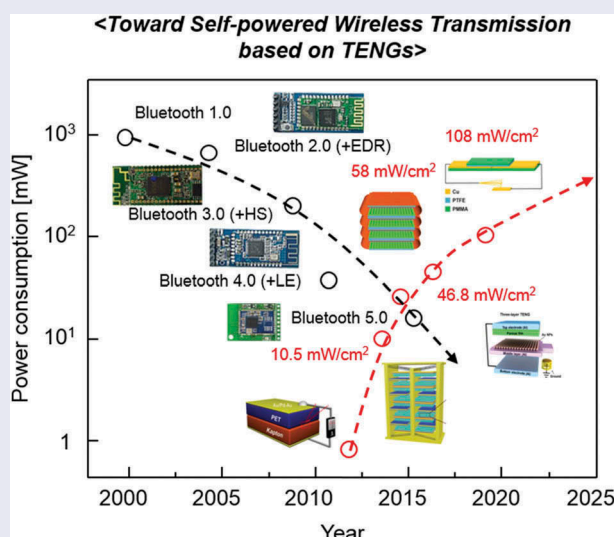 <Toward Self-powered Wireless Transmission
based on TENGs>
Power consumption [mW]
10³
10²
10¹
1
Bluetooth 1.0
Bluetooth 2.0 (+EDR)
Bluetooth 3.0 (+HS)
Bluetooth 4.0 (+LE)
Bluetooth 5.0
108 mW/cm²
58 mW/cm²
46.8 mW/cm²
10.5 mW/cm²
Cu
PTFE
PMMA
PET
Kapton
Three-layer TENG
Ground
2000
2005
2010
2015
2020
2025
Year